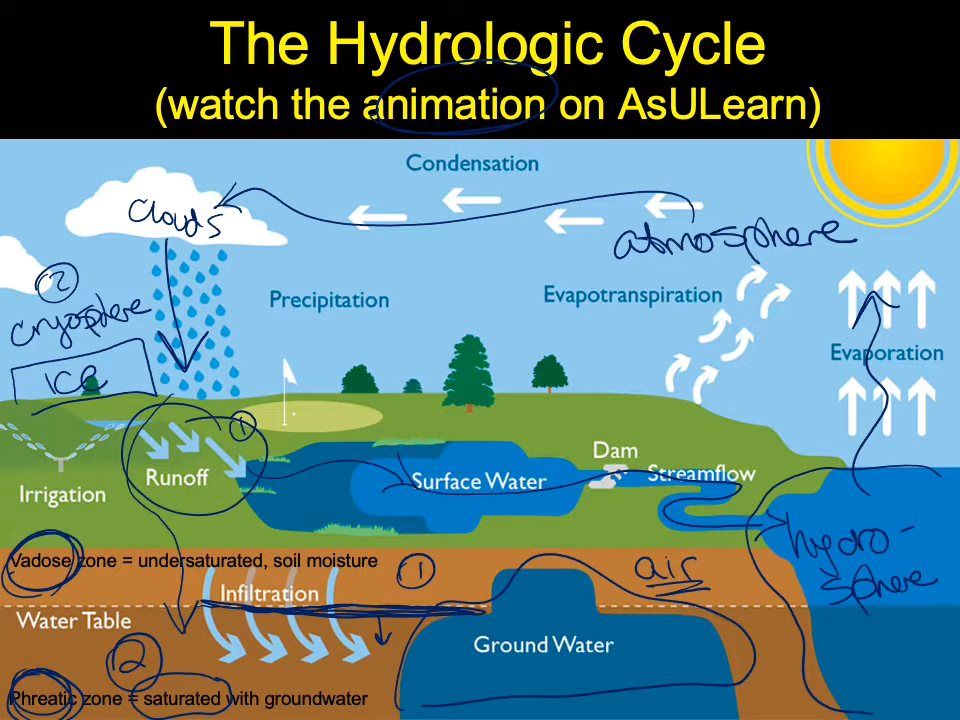 The Hydrologic Cycle
(watch the animation on AsULearn)
Condensation
Clouds
atmosphere
2
cryosphere
ICE
Precipitation
Evapotranspiration
Evaporation
1
Runoff
Irrigation
Surface Water
Dam
Streamflow
hydro-
sphere
Vadose zone = undersaturated, soil moisture
1
air
Infiltration
Water Table
2
Ground Water
Phreatic zone = saturated with groundwater